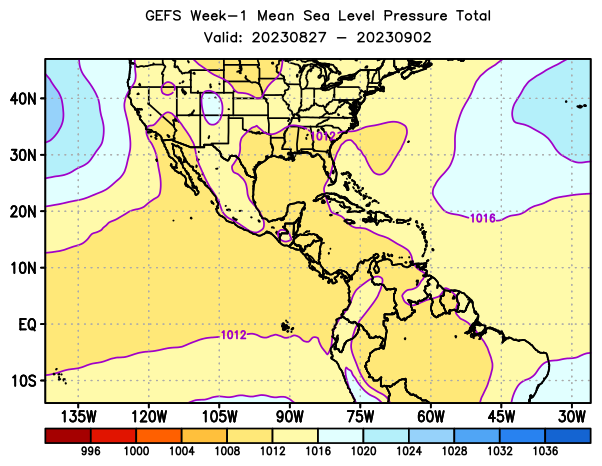 GEFS Week-1 Mean Sea Level Pressure Total
Valid: 20230827 - 20230902
40N
1012
30N
20N
1016
10N
EQ
1012
10S
135W 120W 105W 90W 75W 60W 45W 30W
996 1000 1004 1008 1012 1016 1020 1024 1028 1032 1036